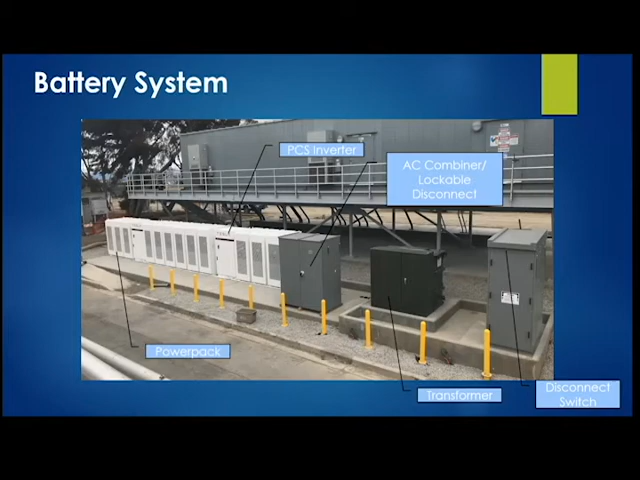 Battery System
PCS Inverter
AC Combiner/
Lockable
Disconnect
Powerpack
Transformer
Disconnect
Switch